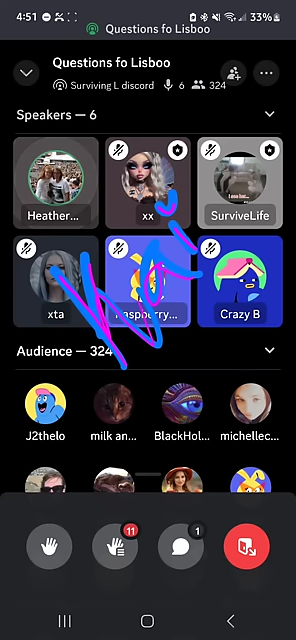 4:51 33%
Questions fo Lisboo
Questions fo Lisboo
Surviving L discord 6 324
Speakers — 6
Heather... xx SurviveLife
xta Raspberry... Crazy B
Audience — 324
J2thelo milk an... BlackHol... michellec...
11 1